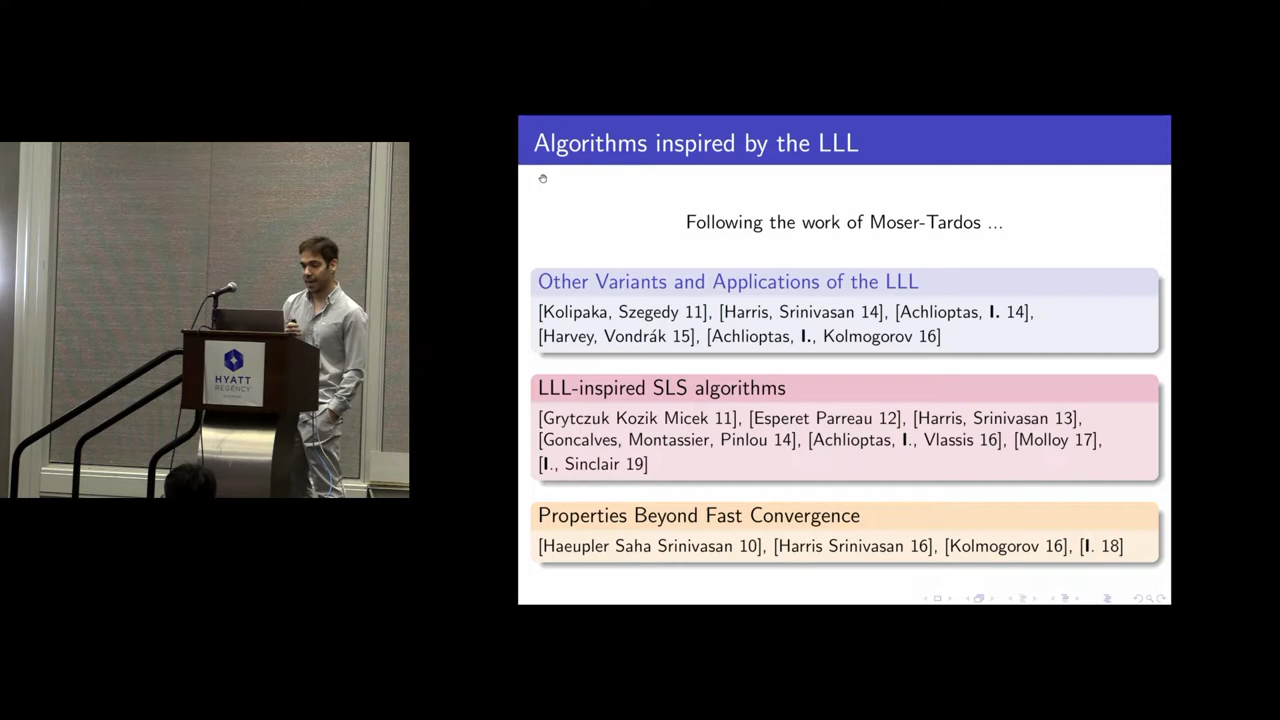 Algorithms inspired by the LLL
Following the work of Moser-Tardos ...
Other Variants and Applications of the LLL
[Kolipaka, Szegedy 11], [Harris, Srinivasan 14], [Achlioptas, I. 14],
[Harvey, Vondrák 15], [Achlioptas, I., Kolmogorov 16]
LLL-inspired SLS algorithms
[Grytczuk Kozik Micek 11], [Esperet Parreau 12], [Harris, Srinivasan 13],
[Goncalves, Montassier, Pinlou 14], [Achlioptas, I., Vlassis 16], [Molloy 17],
[I., Sinclair 19]
Properties Beyond Fast Convergence
[Haeupler Saha Srinivasan 10], [Harris Srinivasan 16], [Kolmogorov 16], [I. 18]
HYATT
REGENCY